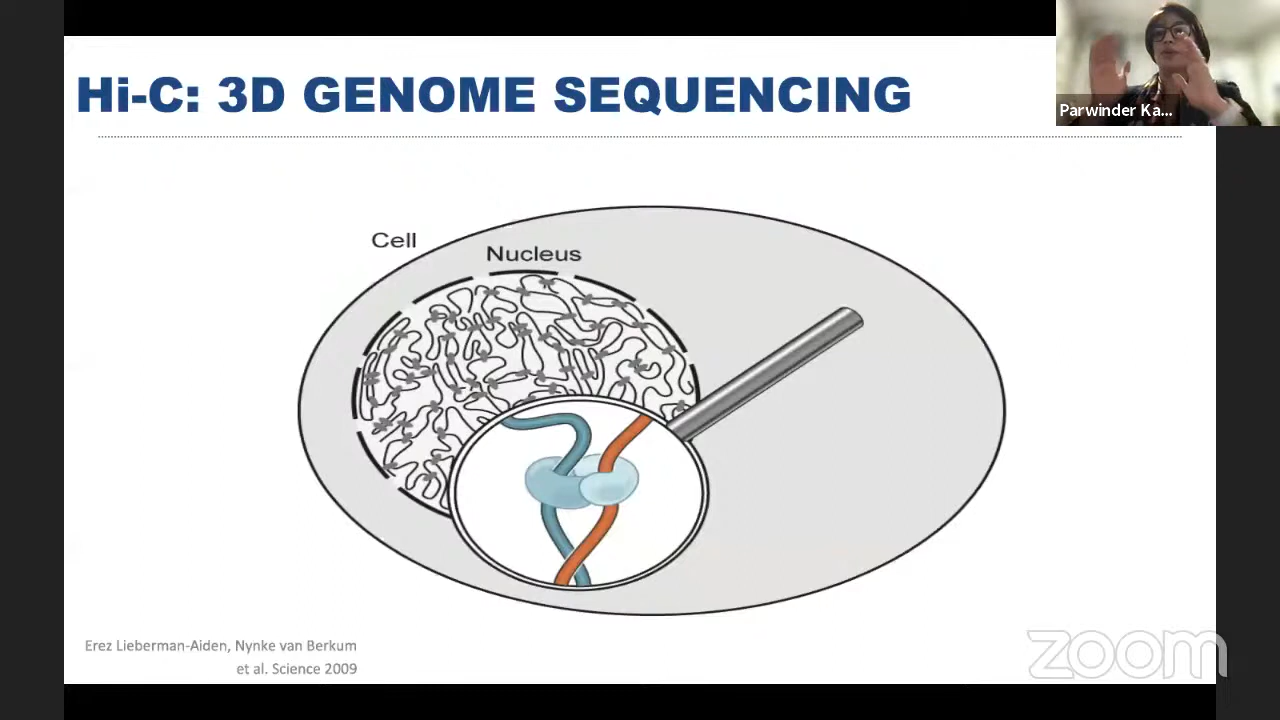 Hi-C: 3D GENOME SEQUENCING
Parwinder Ka...
Cell
Nucleus
Erez Lieberman-Aiden, Nynke van Berkum
et al. Science 2009
zoom